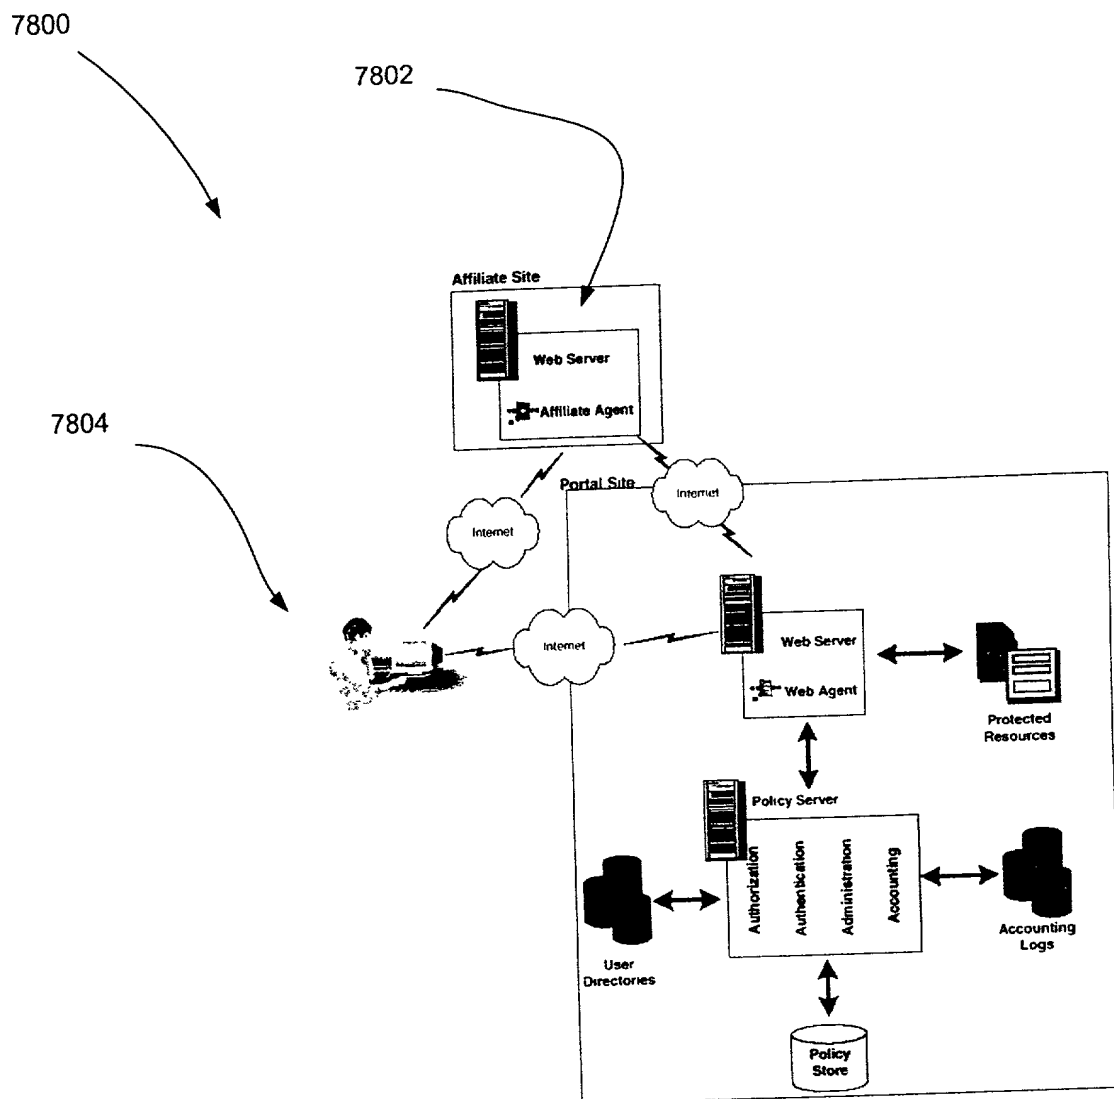 7800
7802
Affiliate Site
Web Server
Affiliate Agent
7804
Portal Site
Internet
Internet
Internet
Web Server
Web Agent
Protected
Resources
Policy Server
Authorization
Authentication
Administration
Accounting
User
Directories
Accounting
Logs
Policy
Store